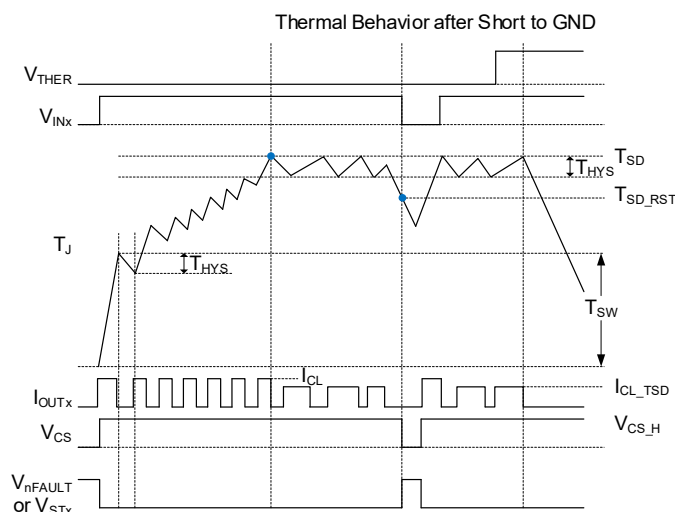 Thermal Behavior after Short to GND
VTHER
VINx
TSD
THYS
TSD_RST
TJ
THYS
TSW
ICL
IOUTx
ICL_TSD
VCS
VCS_H
VnFAULT
or VSTx